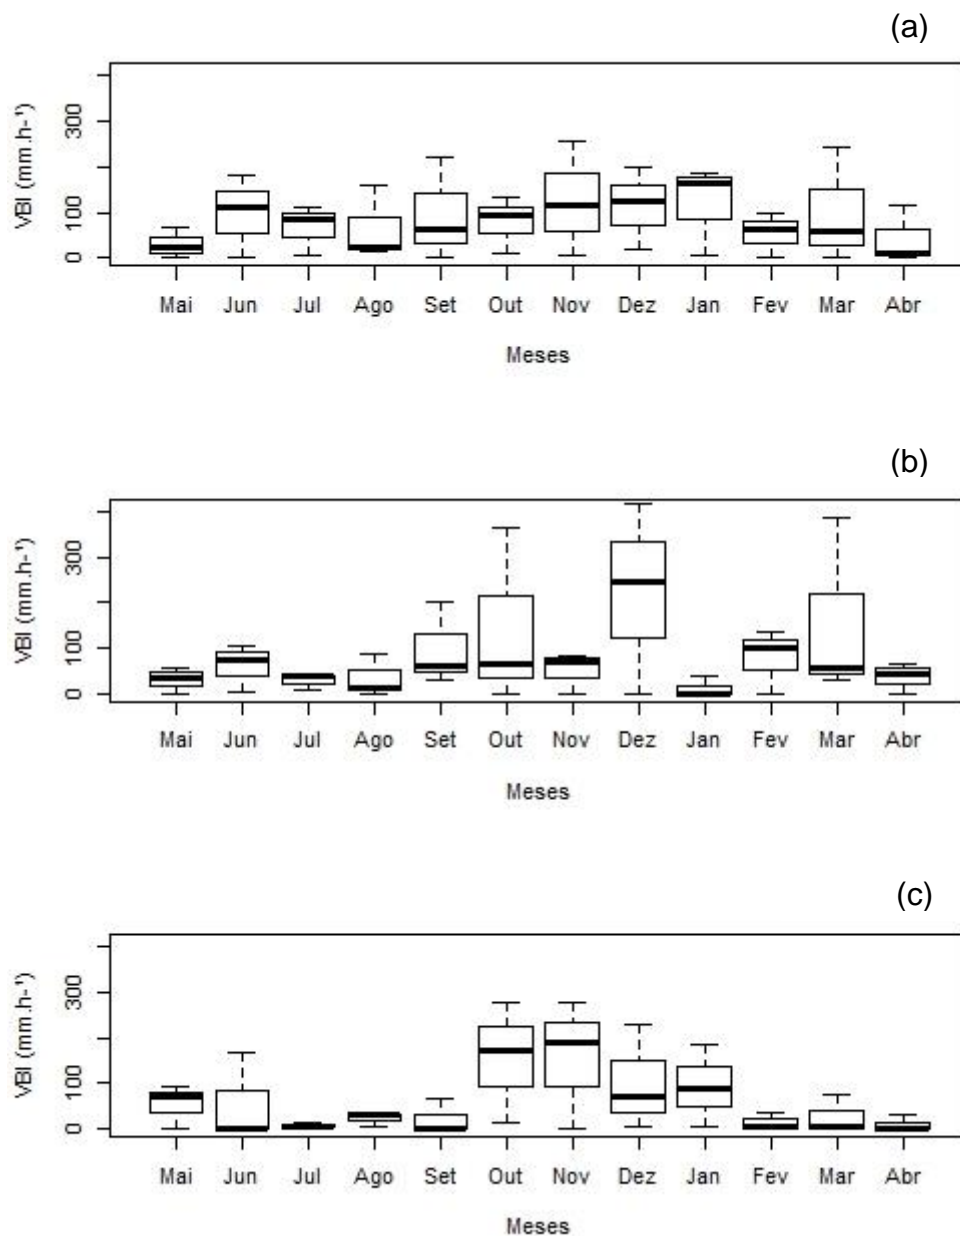 (a)
VBI (mm.h-¹)
300
100
0
Mai Jun Jul Ago Set Out Nov Dez Jan Fev Mar Abr
Meses
(b)
VBI (mm.h-¹)
300
100
0
Mai Jun Jul Ago Set Out Nov Dez Jan Fev Mar Abr
Meses
(c)
VBI (mm.h-¹)
300
100
0
Mai Jun Jul Ago Set Out Nov Dez Jan Fev Mar Abr
Meses